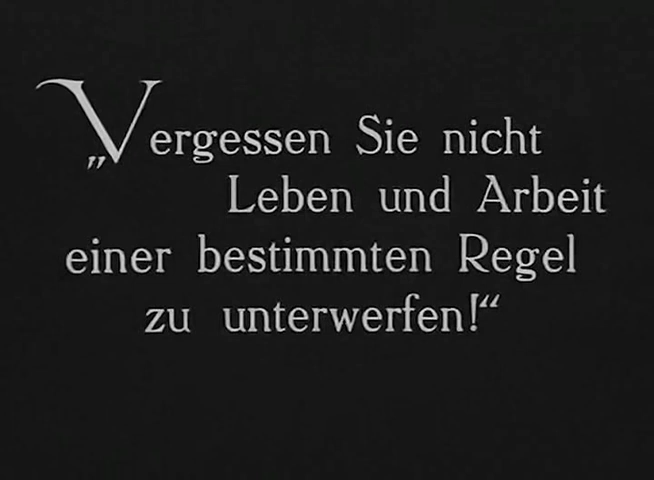 „Vergessen Sie nicht
Leben und Arbeit
einer bestimmten Regel
zu unterwerfen!“